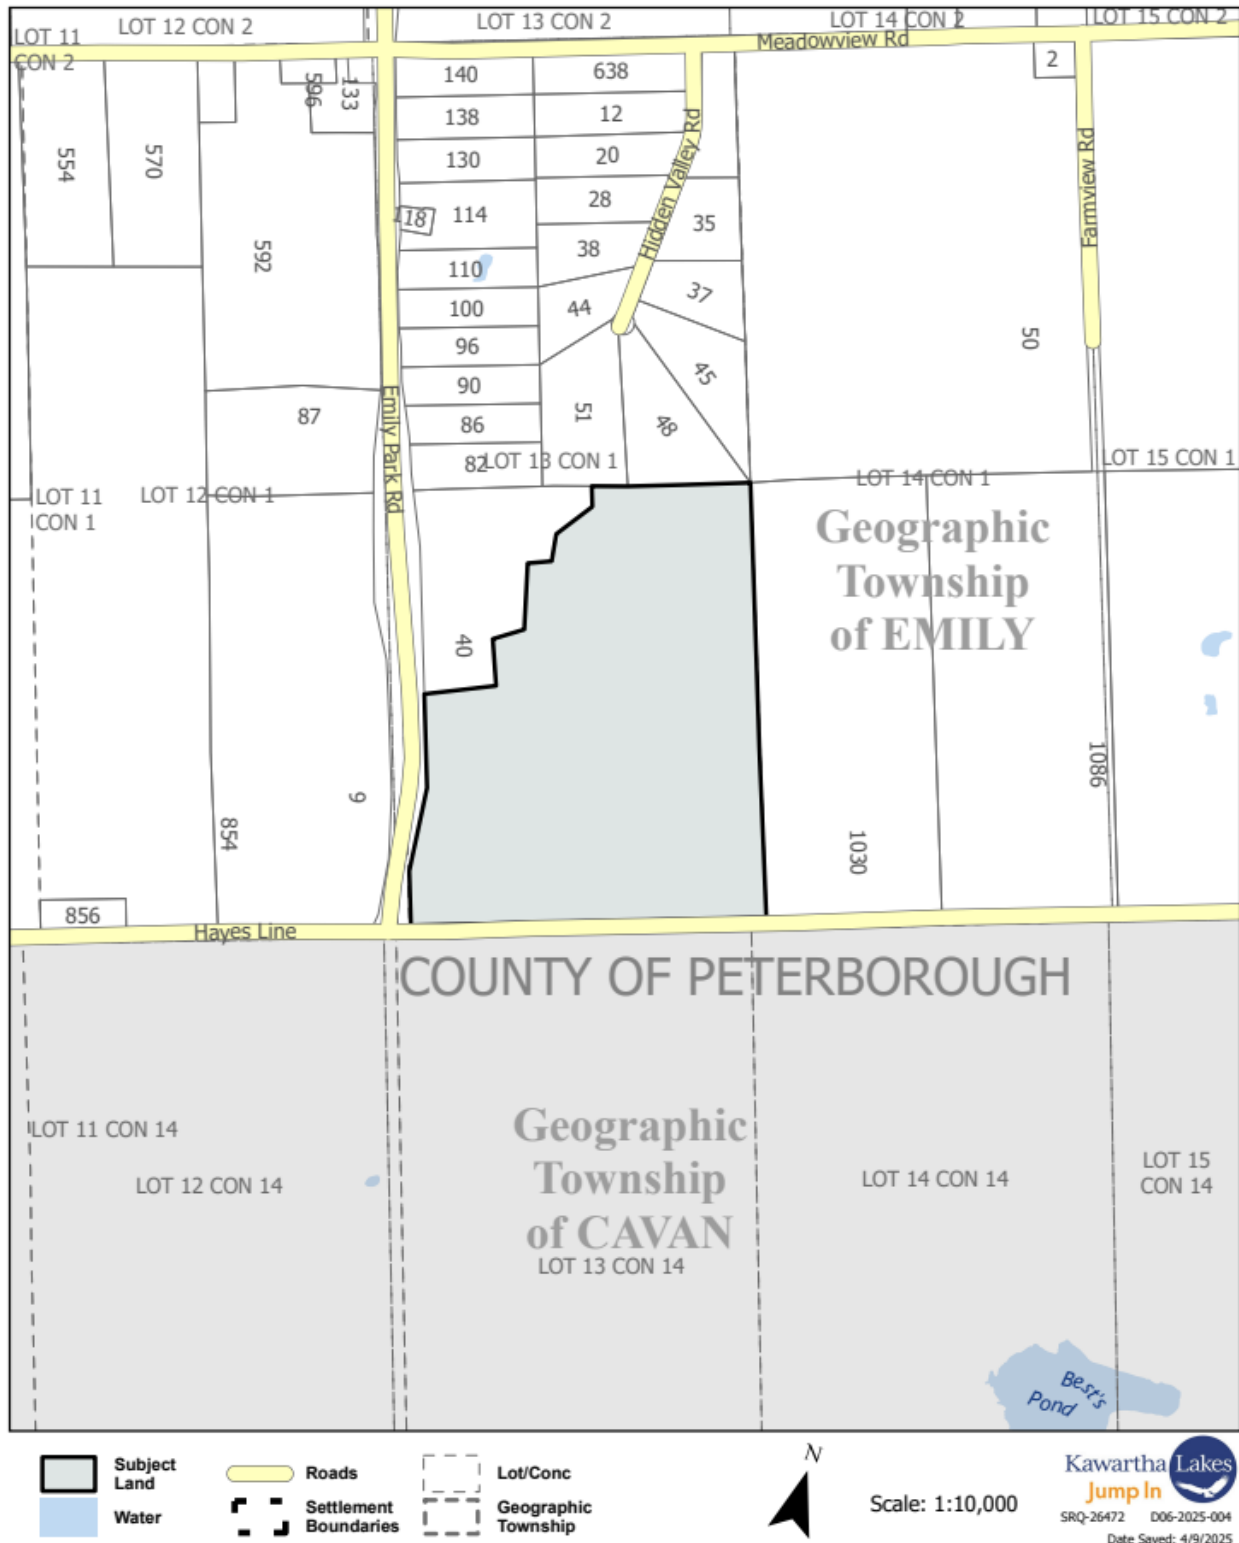 LOT 12 CON 2
LOT 13 CON 2
LOT 14 CON 2
LOT 15 CON 2
LOT 11
CON 2
Meadowview Rd
2
596
133
140
638
138
12
130
20
554
570
118
114
28
Hidden Valley Rd
35
Farmview Rd
592
110
38
37
100
44
50
96
45
90
87
86
51
48
Emily Park Rd
82
LOT 13 CON 1
LOT 15 CON 1
LOT 14 CON 1
LOT 11
CON 1
LOT 12 CON 1
Geographic
Township
of EMILY
40
9
854
1086
1030
856
Hayes Line
COUNTY OF PETERBOROUGH
Geographic
Township
of CAVAN
LOT 11 CON 14
LOT 12 CON 14
LOT 13 CON 14
LOT 14 CON 14
LOT 15
CON 14
Best's
Pond
Subject
Land
Water
Roads
Settlement
Boundaries
Lot/Conc
Geographic
Township
N
Scale: 1:10,000
Kawartha Lakes
Jump In
SRQ-26472 D06-2025-004
Date Saved: 4/9/2025